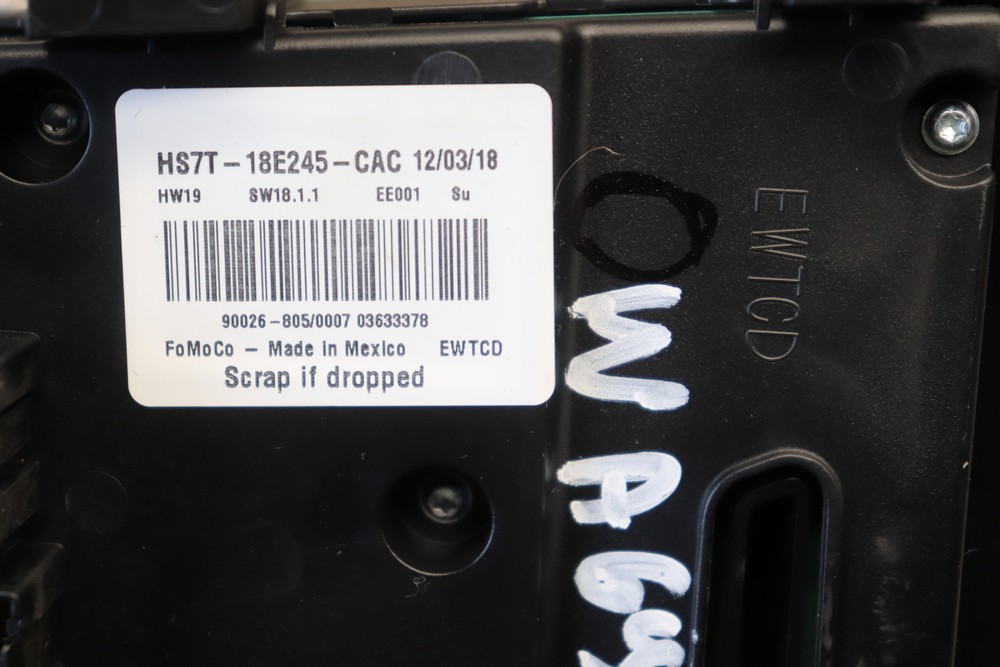 HS7T-18E245-CAC 12/03/18
HW19 SW18.1.1 EE001 Su
90026-805/0007 03633378
FoMoCo - Made in Mexico EWTCD
Scrap if dropped
EWTCD
O
W A